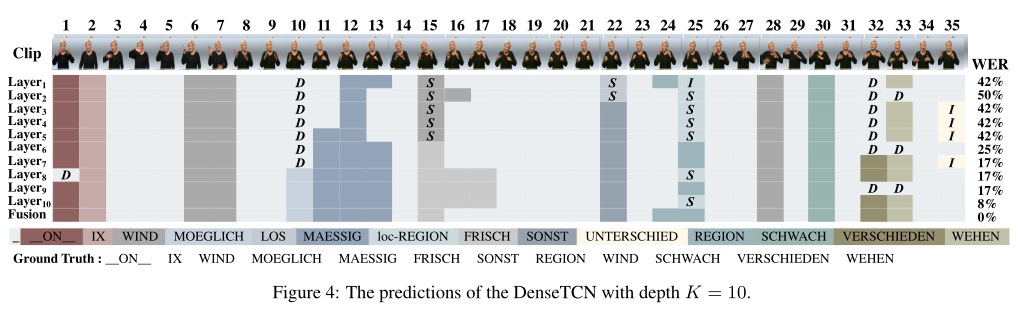 1 2 3 4 5 6 7 8 9 10 11 12 13 14 15 16 17 18 19 20 21 22 23 24 25 26 27 28 29 30 31 32 33 34 35
Clip WER
Layer1 D S S I D 42%
Layer2 S S S D D 50%
Layer3 D S S D I 42%
Layer4 D S S D I 42%
Layer5 D S S D I 42%
Layer6 D D D 25%
Layer7 D I 17%
Layer8 D S 17%
Layer9 D D 17%
Layer10 S 8%
Fusion 0%
_ __ON__ IX WIND MOEGLICH LOS MAESSIG loc-REGION FRISCH SONST UNTERSCHIED REGION SCHWACH VERSCHIEDEN WEHEN
Ground Truth : __ON__ IX WIND MOEGLICH MAESSIG FRISCH SONST REGION WIND SCHWACH VERSCHIEDEN WEHEN
Figure 4: The predictions of the DenseTCN with depth K = 10.